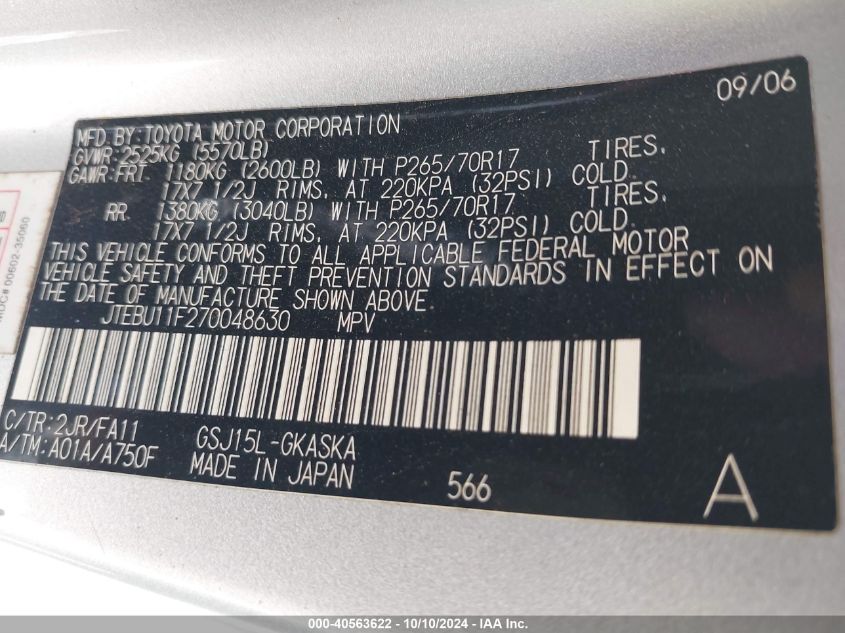 09/06
MFD. BY: TOYOTA MOTOR CORPORATION
GVWR: 2525KG (5570LB)
GAWR: FRT. 1180KG (2600LB) WITH P265/70R17 TIRES,
17X7 1/2J RIMS, AT 220KPA (32PSI) COLD.
RR. 1380KG (3040LB) WITH P265/70R17 TIRES,
17X7 1/2J RIMS, AT 220KPA (32PSI) COLD.
THIS VEHICLE CONFORMS TO ALL APPLICABLE FEDERAL MOTOR
VEHICLE SAFETY AND THEFT PREVENTION STANDARDS IN EFFECT ON
THE DATE OF MANUFACTURE SHOWN ABOVE.
JTEBU11F270048630 MPV
C/TR: 2JR/FA11 GSJ15L-GKASKA
A/TM: A01A/A750F MADE IN JAPAN
566
A
MDC# 00602-35060
000-40563622 - 10/10/2024 - IAA Inc.